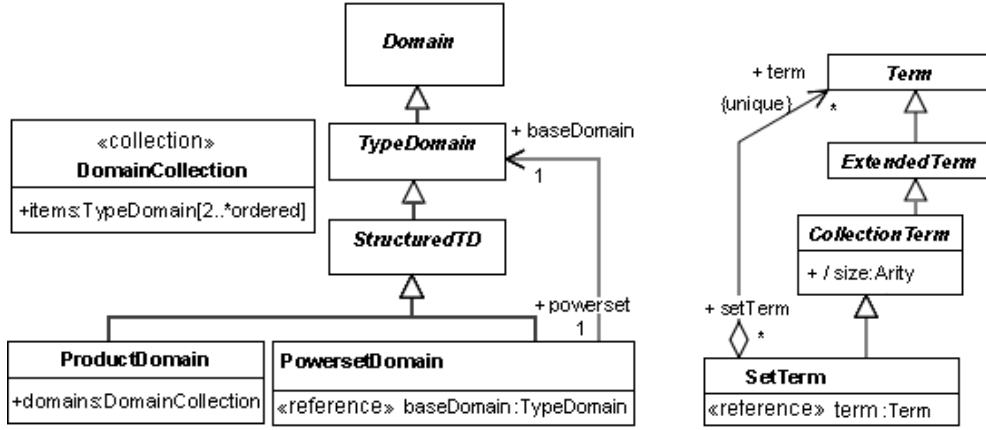 Domain
+ term
Term
{unique}
*
«collection»
DomainCollection
+items:TypeDomain[2..*ordered]
TypeDomain
+ baseDomain
1
ExtendedTerm
StructuredTD
CollectionTerm
+ / size:Arity
+ powerset
1
+ setTerm
*
ProductDomain
+domains:DomainCollection
PowersetDomain
«reference» baseDomain:TypeDomain
SetTerm
«reference» term :Term